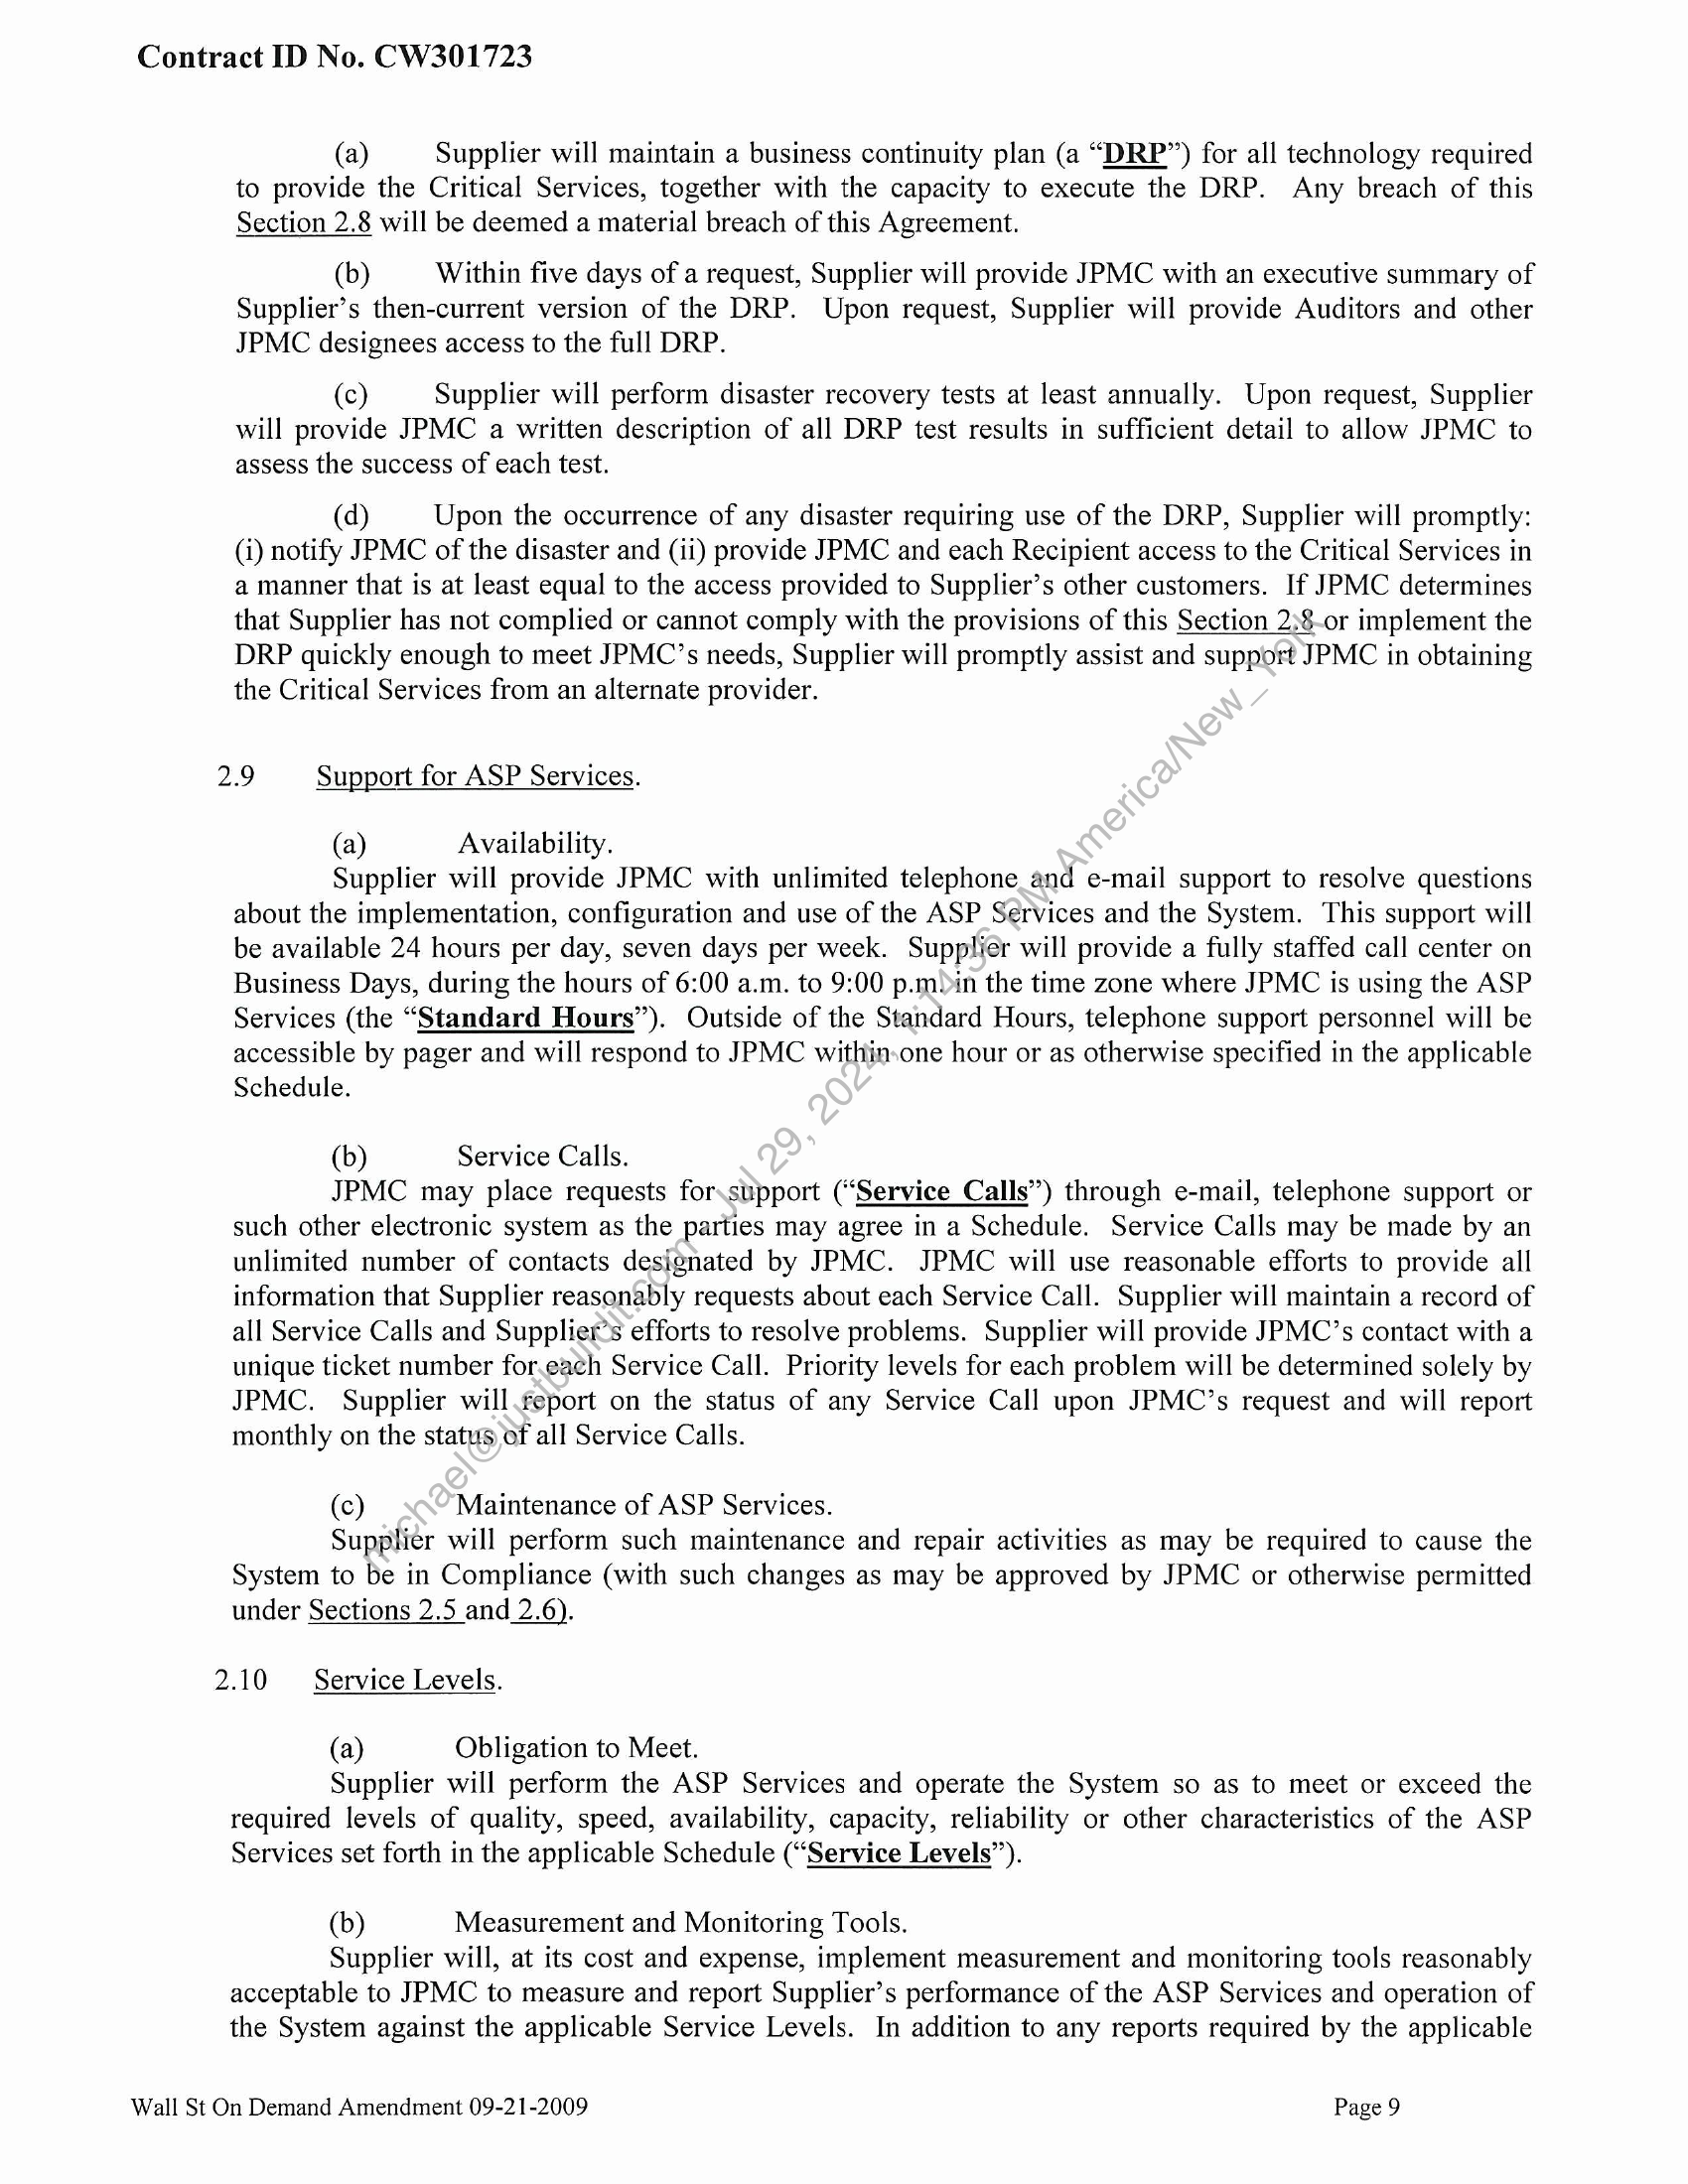 Contract ID No. CW301723
(a) Supplier will maintain a business continuity plan (a “DRP”) for all technology required
to provide the Critical Services, together with the capacity to execute the DRP. Any breach of this
Section 2.8 will be deemed a material breach of this Agreement.
(b) Within five days of a request, Supplier will provide JPMC with an executive summary of
Supplier’s then-current version of the DRP. Upon request, Supplier will provide Auditors and other
JPMC designees access to the full DRP.
(c) Supplier will perform disaster recovery tests at least annually. Upon request, Supplier
will provide JPMC a written description of all DRP test results in sufficient detail to allow JPMC to
assess the success of each test.
(d) Upon the occurrence of any disaster requiring use of the DRP, Supplier will promptly:
(i) notify JPMC of the disaster and (ii) provide JPMC and each Recipient access to the Critical Services in
a manner that is at least equal to the access provided to Supplier’s other customers. If JPMC determines
that Supplier has not complied or cannot comply with the provisions of this Section 2.8 or implement the
DRP quickly enough to meet JPMC’s needs, Supplier will promptly assist and support JPMC in obtaining
the Critical Services from an alternate provider.
2.9 Support for ASP Services.
(a) Availability.
Supplier will provide JPMC with unlimited telephone and e-mail support to resolve questions
about the implementation, configuration and use of the ASP Services and the System. This support will
be available 24 hours per day, seven days per week. Supplier will provide a fully staffed call center on
Business Days, during the hours of 6:00 a.m. to 9:00 p.m. in the time zone where JPMC is using the ASP
Services (the “Standard Hours”). Outside of the Standard Hours, telephone support personnel will be
accessible by pager and will respond to JPMC within one hour or as otherwise specified in the applicable
Schedule.
(b) Service Calls.
JPMC may place requests for support (“Service Calls”) through e-mail, telephone support or
such other electronic system as the parties may agree in a Schedule. Service Calls may be made by an
unlimited number of contacts designated by JPMC. JPMC will use reasonable efforts to provide all
information that Supplier reasonably requests about each Service Call. Supplier will maintain a record of
all Service Calls and Supplier’s efforts to resolve problems. Supplier will provide JPMC’s contact with a
unique ticket number for each Service Call. Priority levels for each problem will be determined solely by
JPMC. Supplier will report on the status of any Service Call upon JPMC’s request and will report
monthly on the status of all Service Calls.
(c) Maintenance of ASP Services.
Supplier will perform such maintenance and repair activities as may be required to cause the
System to be in Compliance (with such changes as may be approved by JPMC or otherwise permitted
under Sections 2.5 and 2.6).
2.10 Service Levels.
(a) Obligation to Meet.
Supplier will perform the ASP Services and operate the System so as to meet or exceed the
required levels of quality, speed, availability, capacity, reliability or other characteristics of the ASP
Services set forth in the applicable Schedule (“Service Levels”).
(b) Measurement and Monitoring Tools.
Supplier will, at its cost and expense, implement measurement and monitoring tools reasonably
acceptable to JPMC to measure and report Supplier’s performance of the ASP Services and operation of
the System against the applicable Service Levels. In addition to any reports required by the applicable
Wall St On Demand Amendment 09-21-2009 Page 9
michael@justbuildit.com - Jul 29, 2024, 1:14:36 PM America/New_York